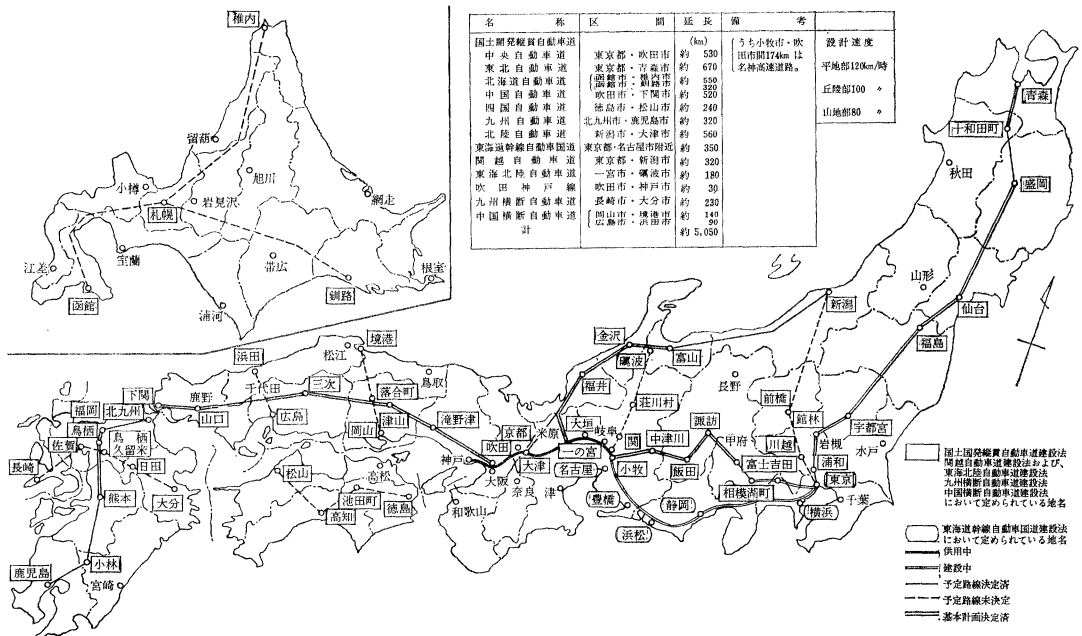 名称 区間 延長 備考
国土開発縦貫自動車道 (km)
中央自動車道 東京都・吹田市 約 530
東北自動車道 東京都・青森市 約 670
北海道自動車道 函館市・稚内市 約 550
函館市・釧路市 320
中国自動車道 吹田市・下関市 約 520
四国自動車道 徳島市・松山市 約 240
九州自動車道 北九州市・鹿児島市 約 320
北陸自動車道 新潟市・大津市 約 560
東海道幹線自動車国道 東京都・名古屋市附近 約 350
関越自動車道 東京都・新潟市 約 320
東海北陸自動車道 一宮市・礪波市 約 180
吹田神戸線 吹田市・神戸市 約 30
九州横断自動車道 長崎市・大分市 約 230
中国横断自動車道 岡山市・境港市 約 140
広島市・浜田市 90
計 約 5,050
うち小牧市・吹
田市間174kmは
名神高速道路。
設計速度
平地部120km/時
丘陵部100 〃
山地部80 〃
稚内
留萌
旭川
網走
小樽
札幌
岩見沢
江差
函館
室蘭
帯広
釧路
根室
浦河
青森
十和田町
秋田
盛岡
山形
仙台
福島
新潟
金沢
礪波
富山
福井
荘川村
長野
前橋
館林
宇都宮
水戸
岩槻
川越
浦和
東京
千葉
横浜
相模湖町
富士吉田
甲府
諏訪
飯田
中津川
関
岐阜
大垣
一の宮
小牧
名古屋
豊橋
浜松
静岡
米原
京都
大津
吹田
大阪
神戸
奈良
津
和歌山
滝野津
津山
落合町
鳥取
境港
松江
岡山
三次
千代田
浜田
広島
鹿野
山口
下関
北九州
福岡
鳥栖
佐賀
鳥栖
久留米
日田
長崎
大分
熊本
小林
鹿児島
宮崎
松山
高松
池田町
徳島
高知
国土国発縦貫自動車道建設法
関越自動車道建設法および、
東海北陸自動車道建設法
九州横断自動車道建設法
中国横断自動車道建設法
において定められている地名
東海道幹線自動車国道建設法
において定められている地名
供用中
建設中
予定路線決定済
予定路線未決定
基本計画決定済